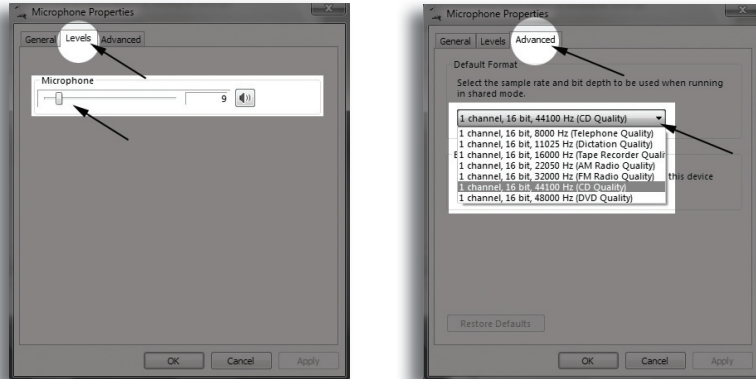 Microphone Properties
General Levels Advanced
Microphone
9
OK Cancel Apply
Microphone Properties
General Levels Advanced
Default Format
Select the sample rate and bit depth to be used when running
in shared mode.
1 channel, 16 bit, 44100 Hz (CD Quality)
1 channel, 16 bit, 8000 Hz (Telephone Quality)
1 channel, 16 bit, 11025 Hz (Dictation Quality)
1 channel, 16 bit, 16000 Hz (Tape Recorder Quali
1 channel, 16 bit, 22050 Hz (AM Radio Quality)
1 channel, 16 bit, 32000 Hz (FM Radio Quality)
this device
1 channel, 16 bit, 44100 Hz (CD Quality)
1 channel, 16 bit, 48000 Hz (DVD Quality)
Restore Defaults
OK Cancel Apply